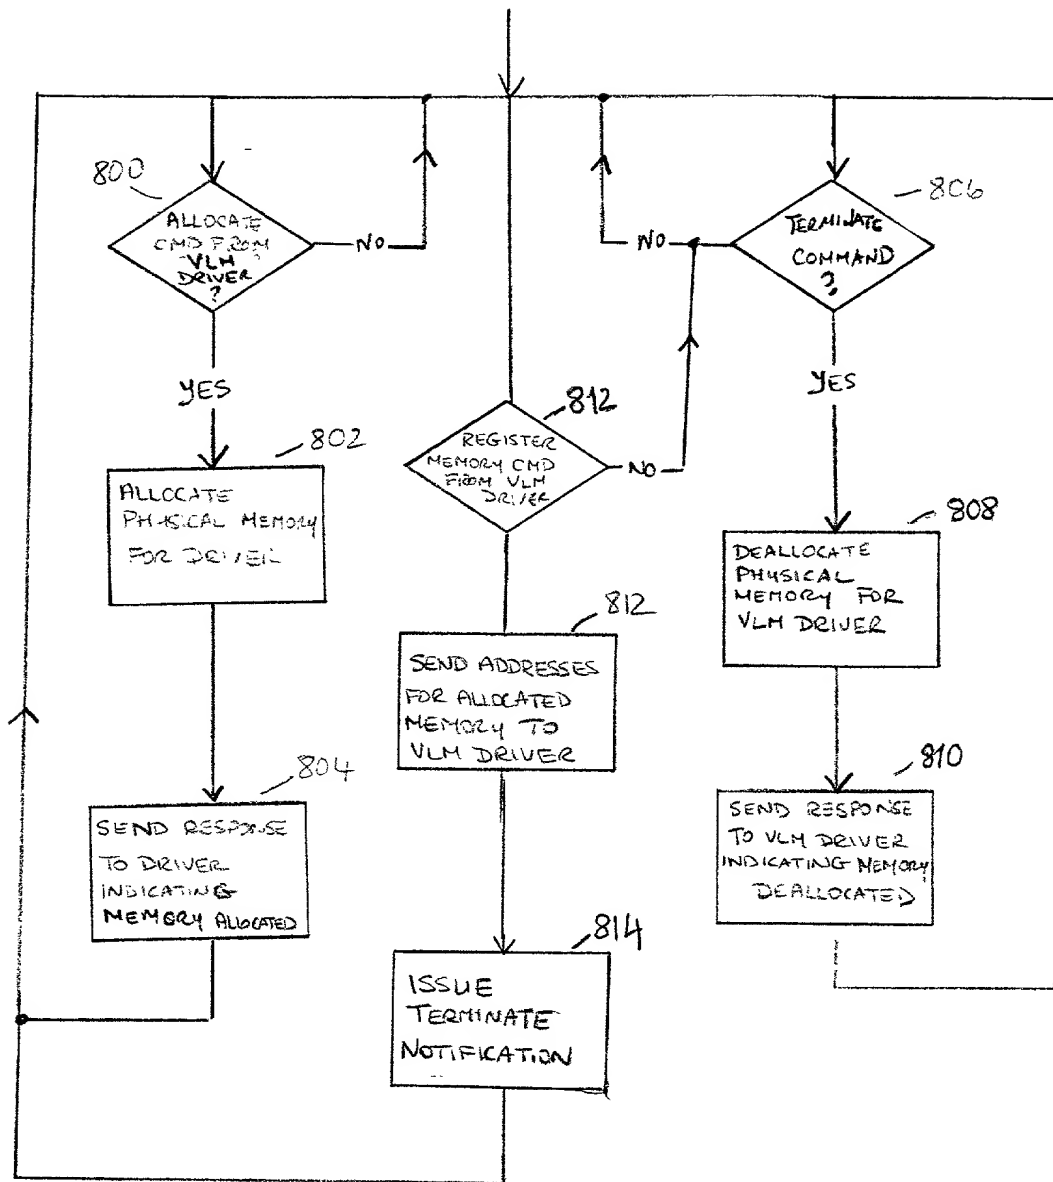 800
ALLOCATE
CMD FROM
VLM
DRIVER
?
NO
YES
802
ALLOCATE
PHYSICAL MEMORY
FOR DRIVER
804
SEND RESPONSE
TO DRIVER
INDICATING
MEMORY ALLOCATED
812
REGISTER
MEMORY CMD
FROM VLM
DRIVER
NO
812
SEND ADDRESSES
FOR ALLOCATED
MEMORY TO
VLM DRIVER
814
ISSUE
TERMINATE
NOTIFICATION
806
TERMINATE
COMMAND
?
NO
YES
808
DEALLOCATE
PHYSICAL
MEMORY FOR
VLM DRIVER
810
SEND RESPONSE
TO VLM DRIVER
INDICATING MEMORY
DEALLOCATED